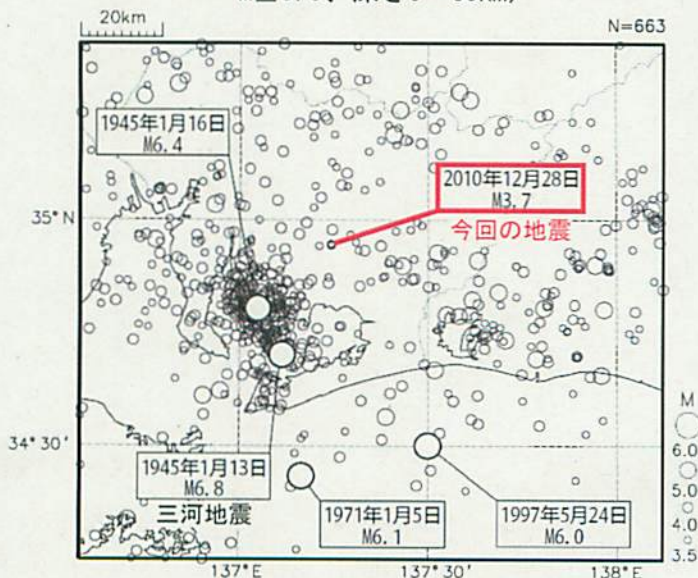 20km
N=663
1945年1月16日
M6.4
2010年12月28日
M3.7
今回の地震
35°N
34°30'
1945年1月13日
M6.8
三河地震
1971年1月5日
M6.1
1997年5月24日
M6.0
M
6.0
5.0
4.0
3.5
137°E
137°30'
138°E